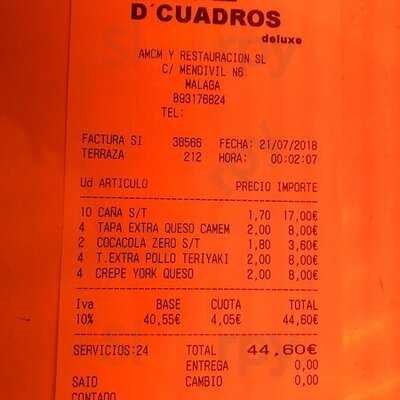 D´CUADROS
deluxe
AMCM Y RESTAURACION SL
C/ MENDIVIL N6
MALAGA
B93176824
TEL:
FACTURA SI 38566 FECHA: 21/07/2018
TERRAZA 212 HORA: 00:02:07
Ud ARTICULO PRECIO IMPORTE
10 CAÑA S/T 1,70 17,00€
4 TAPA EXTRA QUESO CAMEM 2,00 8,00€
2 COCACOLA ZERO S/T 1,80 3,60€
4 T.EXTRA POLLO TERIYAKI 2,00 8,00€
4 CREPE YORK QUESO 2,00 8,00€
Iva BASE CUOTA TOTAL
10% 40,55€ 4,05€ 44,60€
SERVICIOS:24 TOTAL 44,60€
ENTREGA 0,00
SAID CAMBIO 0,00
CONTADO